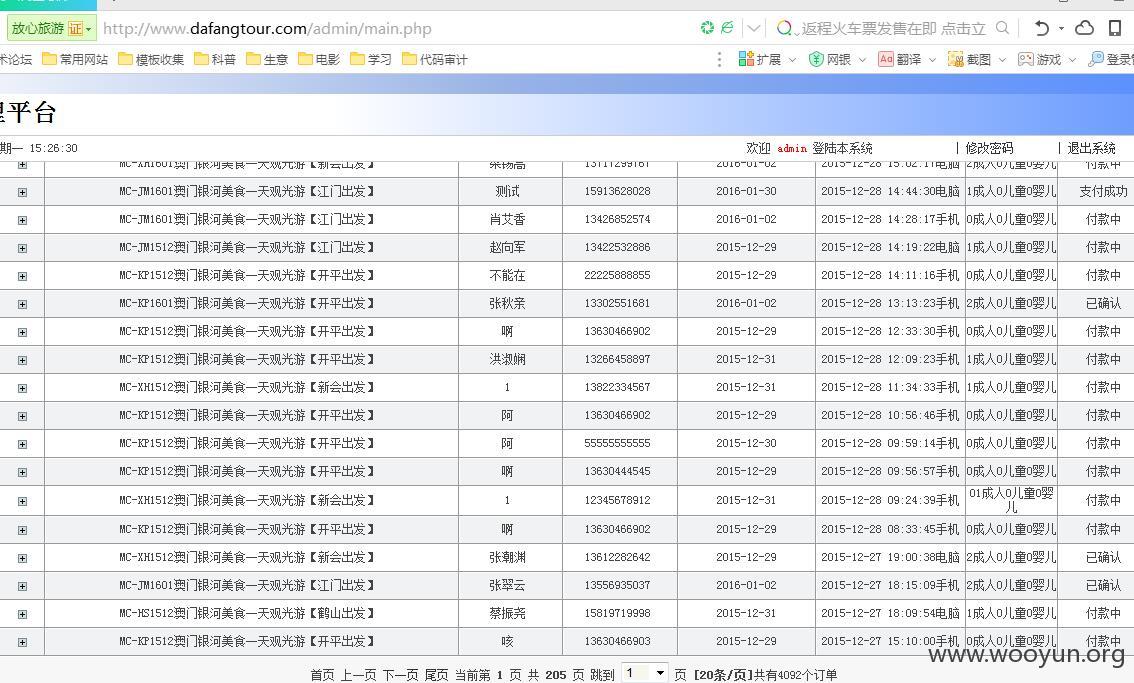 放心旅游 证 http://www.dafangtour.com/admin/main.php 返程火车票发售在即 点击立
术论坛 常用网站 模板收集 科普 生意 电影 学习 代码审计 扩展 网银 Aa 翻译 截图 游戏
理平台
期一 15:26:30 欢迎 admin 登陆本系统 | 修改密码 | 退出系统
MC-XH1601澳门银河美食一天观光游【新会出发】 13711299767 2016-01-02 2015-12-28 15:02:17电脑 2成人0儿童0婴儿 付款中
MC-JM1601澳门银河美食一天观光游【江门出发】 测试 15913628028 2016-01-30 2015-12-28 14:44:30电脑 1成人0儿童0婴儿 支付成功
MC-JM1601澳门银河美食一天观光游【江门出发】 肖艾香 13426852574 2016-01-02 2015-12-28 14:28:17手机 0成人0儿童0婴儿 付款中
MC-JM1512澳门银河美食一天观光游【江门出发】 赵向军 13422532886 2015-12-29 2015-12-28 14:19:22电脑 1成人0儿童0婴儿 付款中
MC-KP1512澳门银河美食一天观光游【开平出发】 不能在 22225888855 2015-12-29 2015-12-28 14:11:16手机 0成人0儿童0婴儿 付款中
MC-KP1601澳门银河美食一天观光游【开平出发】 张秋亲 13302551681 2016-01-02 2015-12-28 13:13:23手机 2成人0儿童0婴儿 已确认
MC-KP1512澳门银河美食一天观光游【开平出发】 啊 13630466902 2015-12-29 2015-12-28 12:33:30手机 0成人0儿童0婴儿 付款中
MC-KP1512澳门银河美食一天观光游【开平出发】 洪淑娴 13266458897 2015-12-31 2015-12-28 12:09:23手机 1成人0儿童0婴儿 付款中
MC-XH1512澳门银河美食一天观光游【新会出发】 1 13822334567 2015-12-31 2015-12-28 11:34:33手机 1成人0儿童0婴儿 付款中
MC-KP1512澳门银河美食一天观光游【开平出发】 阿 13630466902 2015-12-29 2015-12-28 10:56:46手机 0成人0儿童0婴儿 付款中
MC-KP1512澳门银河美食一天观光游【开平出发】 阿 55555555555 2015-12-30 2015-12-28 09:59:14手机 0成人0儿童0婴儿 付款中
MC-KP1512澳门银河美食一天观光游【开平出发】 啊 13630444545 2015-12-29 2015-12-28 09:56:57手机 0成人0儿童0婴儿 付款中
MC-XH1512澳门银河美食一天观光游【新会出发】 1 12345678912 2015-12-31 2015-12-28 09:24:39手机 01成人0儿童0婴儿 付款中
MC-KP1512澳门银河美食一天观光游【开平出发】 啊 13630466902 2015-12-29 2015-12-28 08:33:45手机 0成人0儿童0婴儿 付款中
MC-XH1512澳门银河美食一天观光游【新会出发】 张潮渊 13612282642 2015-12-29 2015-12-27 19:00:38电脑 2成人0儿童0婴儿 已确认
MC-JM1601澳门银河美食一天观光游【江门出发】 张翠云 13556935037 2016-01-02 2015-12-27 18:15:09手机 2成人0儿童0婴儿 已确认
MC-HS1512澳门银河美食一天观光游【鹤山出发】 蔡振尧 15819719998 2015-12-31 2015-12-27 18:09:54电脑 1成人0儿童0婴儿 付款中
MC-KP1512澳门银河美食一天观光游【开平出发】 咳 13630466903 2015-12-29 2015-12-27 15:10:00手机 0成人0儿童0婴儿 付款中
www.wooyun.org
首页 上一页 下一页 尾页 当前第 1 页 共 205 页 跳到 1 页 [20条/页]共有4092个订单